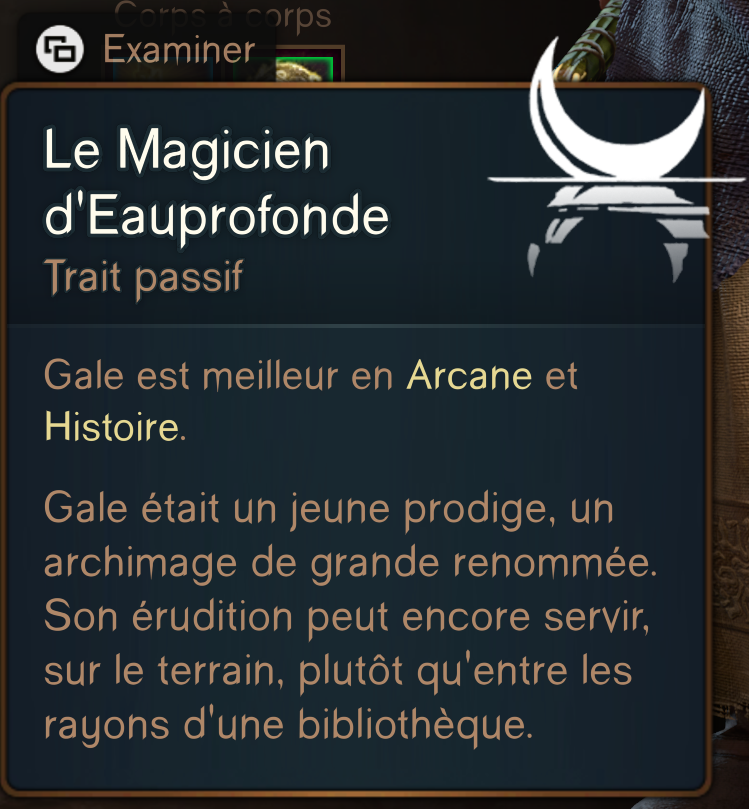 Corps à corps
Examiner
Le Magicien
d'Eauprofonde
Trait passif
Gale est meilleur en Arcane et
Histoire.
Gale était un jeune prodige, un
archimage de grande renommée.
Son érudition peut encore servir,
sur le terrain, plutôt qu'entre les
rayons d'une bibliothèque.